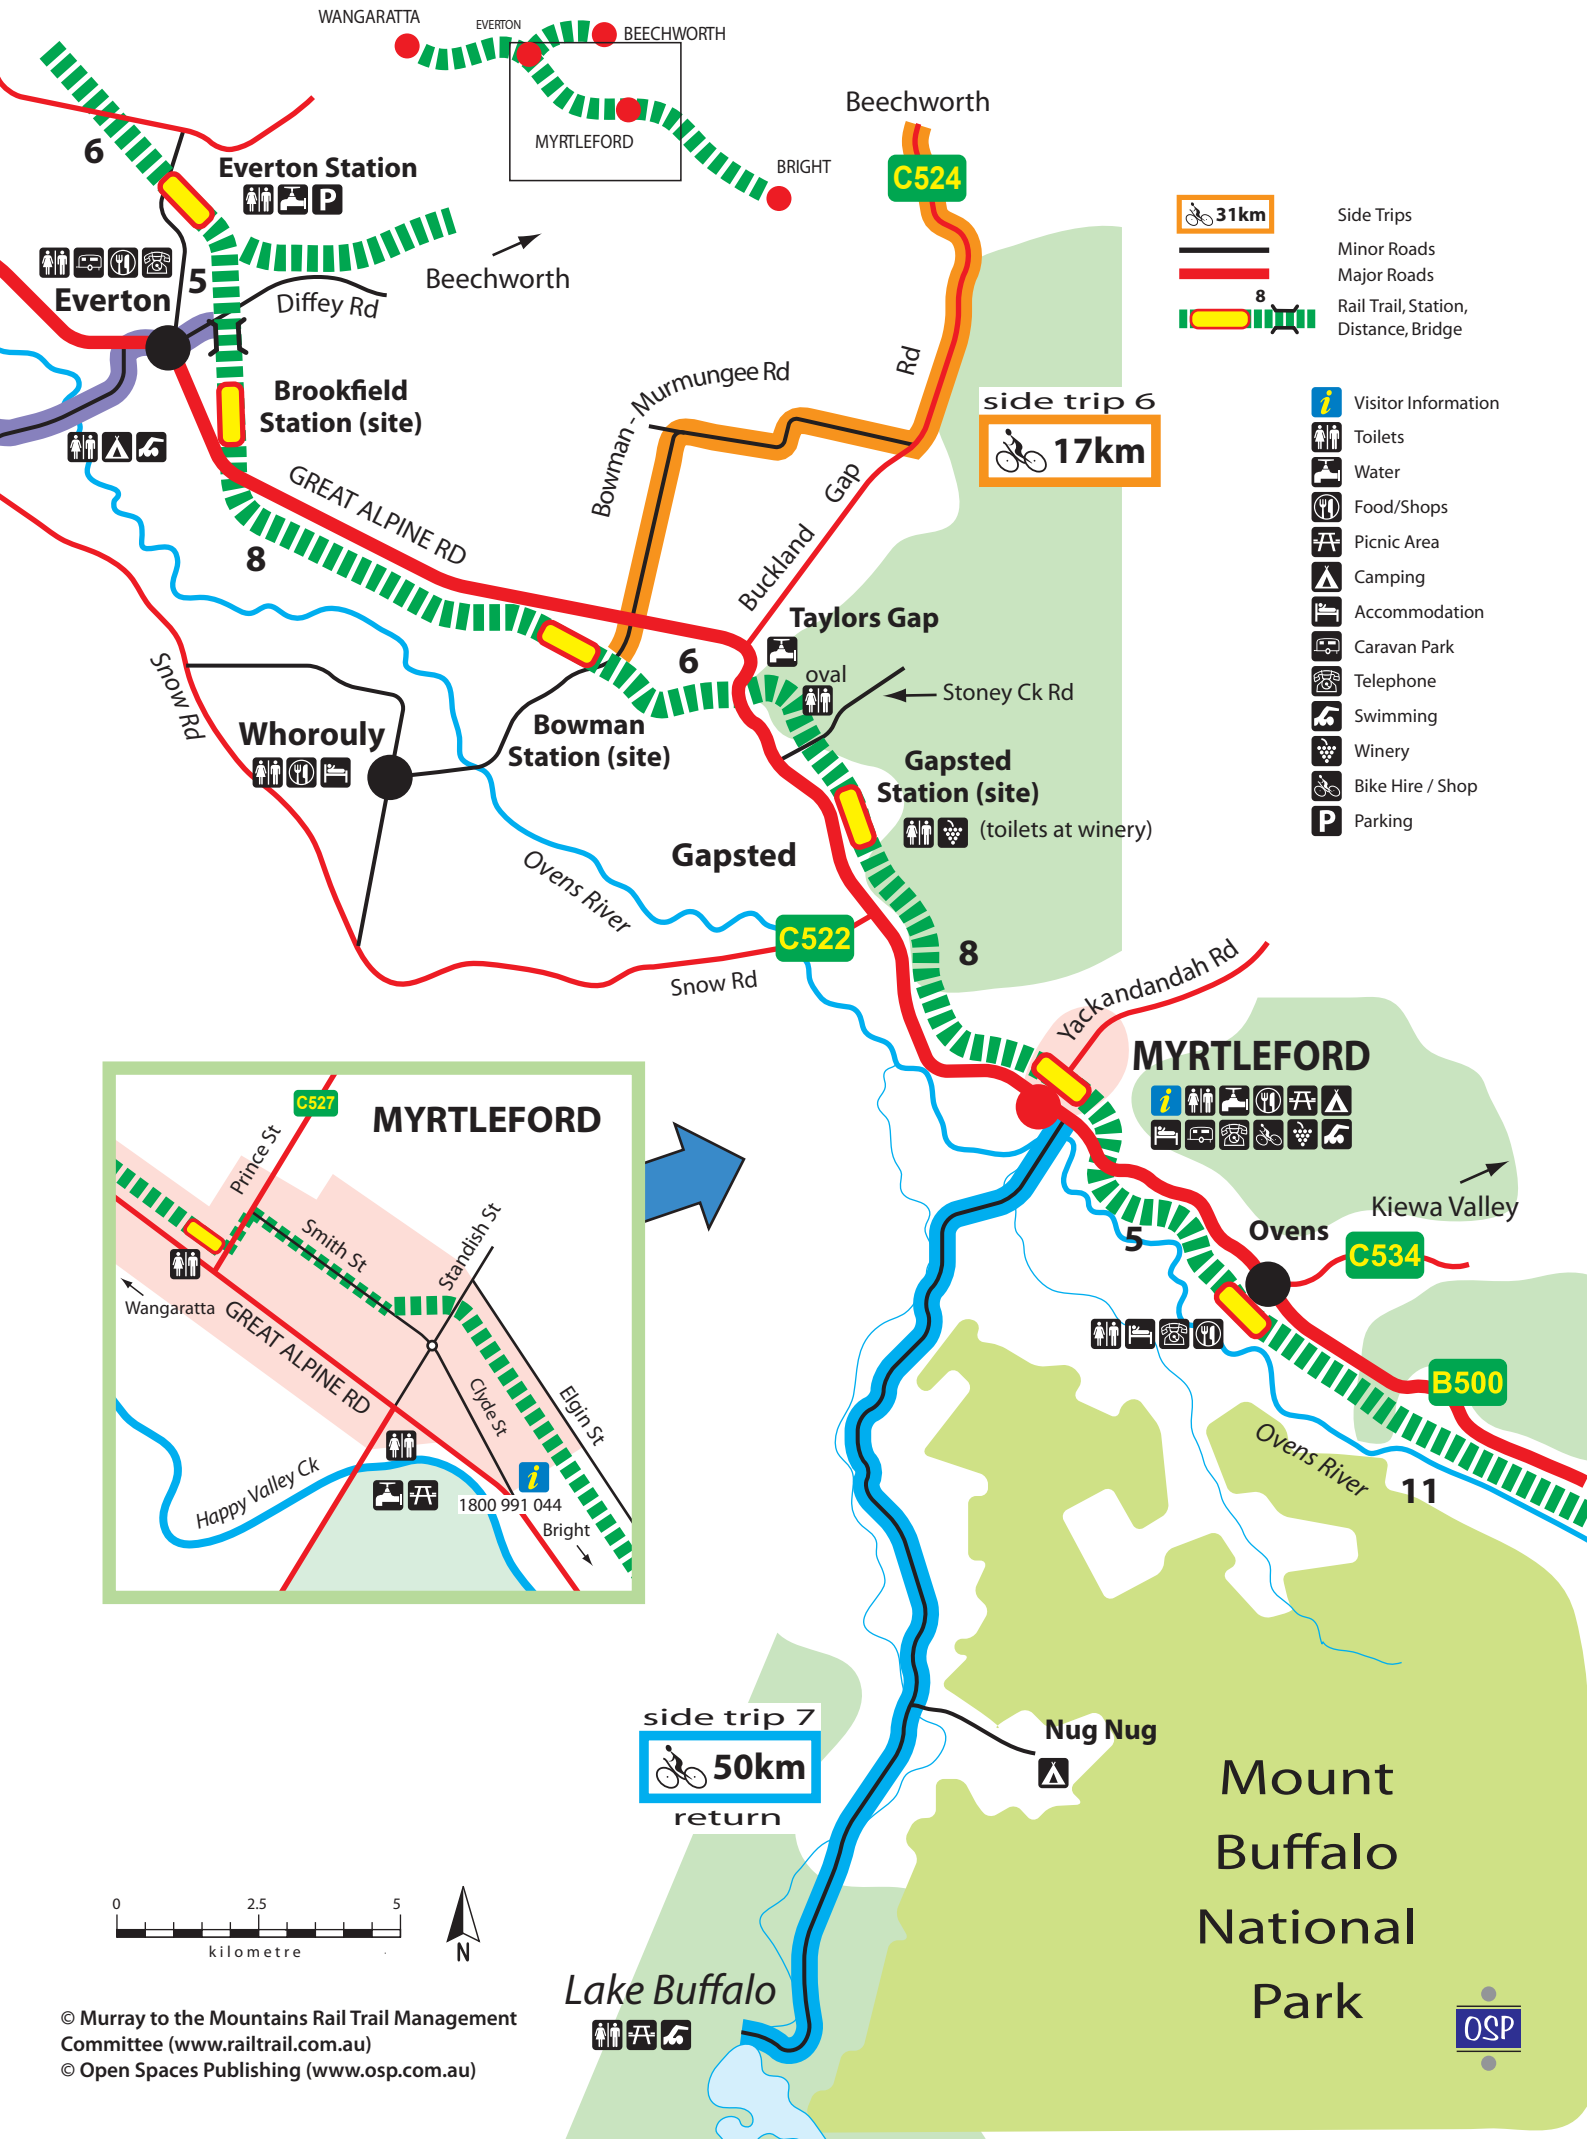 WANGARATTA
EVERTON
BEECHWORTH
MYRTLEFORD
BRIGHT
Beechworth
C524
6
Everton Station
P
Everton
5
Diffey Rd
Beechworth
Brookfield
Station (site)
GREAT ALPINE RD
8
Bowman - Murmungee Rd
Buckland Gap Rd
side trip 6
17km
31km
Side Trips
Minor Roads
Major Roads
8
Rail Trail, Station,
Distance, Bridge
i Visitor Information
Toilets
Water
Food/Shops
Picnic Area
Camping
Accommodation
Caravan Park
Telephone
Swimming
Winery
Bike Hire / Shop
P Parking
Taylors Gap
6
oval
Stoney Ck Rd
Snow Rd
Whorouly
Bowman
Station (site)
Gapsted
Station (site)
(toilets at winery)
Gapsted
Ovens River
C522
Snow Rd
8
Yackandandah Rd
MYRTLEFORD
i
Kiewa Valley
5
Ovens
C534
B500
Ovens River
11
MYRTLEFORD
C527
Prince St
Smith St
Standish St
Wangaratta
GREAT ALPINE RD
Clyde St
Elgin St
Happy Valley Ck
i
1800 991 044
Bright
side trip 7
50km
return
Nug Nug
Mount
Buffalo
National
Park
Lake Buffalo
0 2.5 5
kilometre
N
© Murray to the Mountains Rail Trail Management
Committee (www.railtrail.com.au)
© Open Spaces Publishing (www.osp.com.au)
OSP